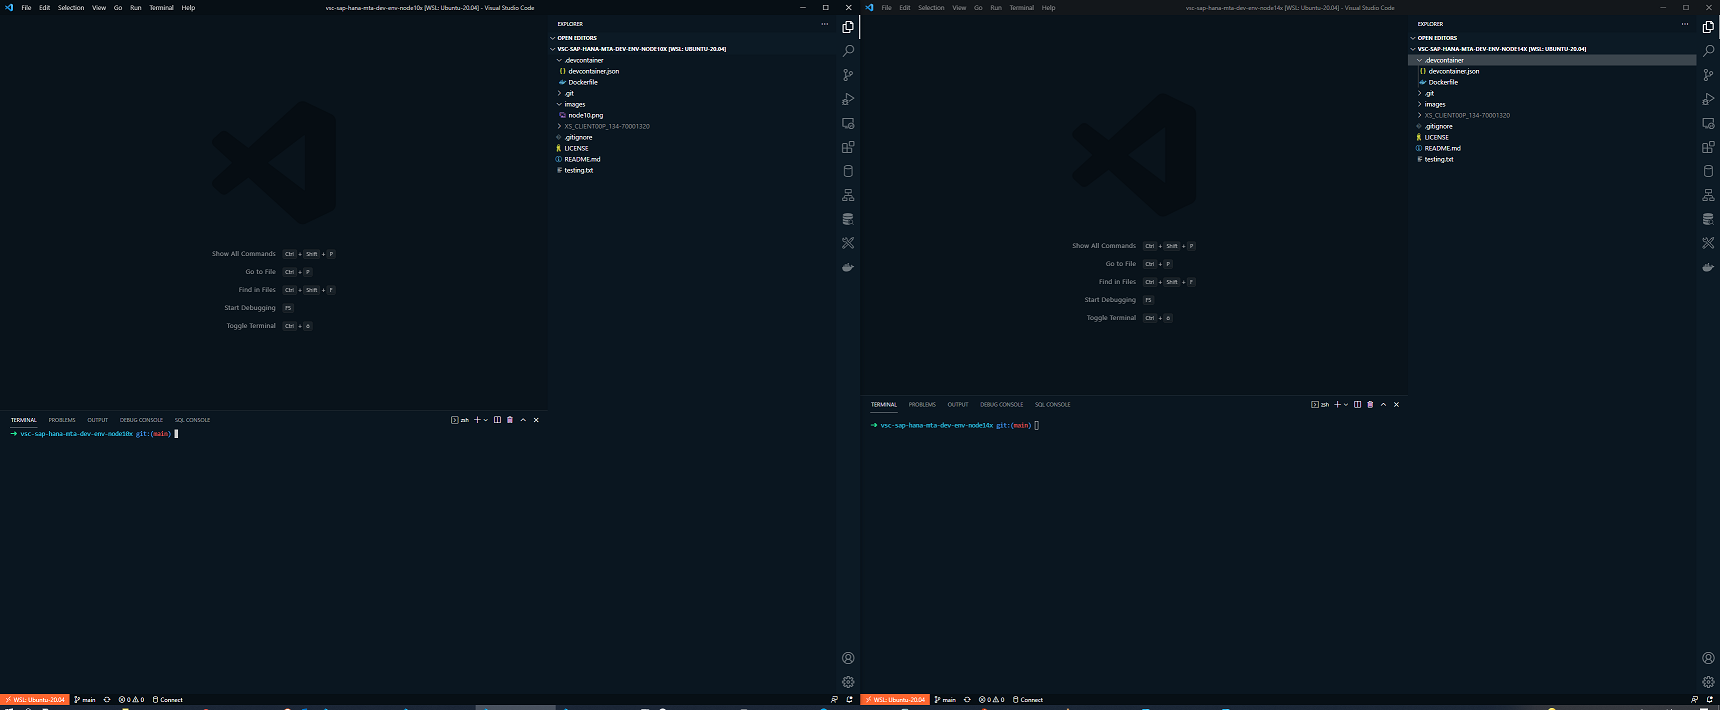 File Edit Selection View Go Run Terminal Help
vsc-sap-hana-mta-dev-env-node10x [WSL: Ubuntu-20.04] - Visual Studio Code
EXPLORER
OPEN EDITORS
VSC-SAP-HANA-MTA-DEV-ENV-NODE10X [WSL: UBUNTU-20.04]
.devcontainer
{} devcontainer.json
Dockerfile
.git
images
node10.png
XS_CLIENT00P_134-70001320
.gitignore
LICENSE
README.md
testing.txt
Show All Commands Ctrl + Shift + P
Go to File Ctrl + P
Find in Files Ctrl + Shift + F
Start Debugging F5
Toggle Terminal Ctrl + ö
TERMINAL PROBLEMS OUTPUT DEBUG CONSOLE SQL CONSOLE
zsh
→ vsc-sap-hana-mta-dev-env-node10x git:(main)
WSL: Ubuntu-20.04 main 0 0 Connect
File Edit Selection View Go Run Terminal Help
vsc-sap-hana-mta-dev-env-node14x [WSL: Ubuntu-20.04] - Visual Studio Code
EXPLORER
OPEN EDITORS
VSC-SAP-HANA-MTA-DEV-ENV-NODE14X [WSL: UBUNTU-20.04]
.devcontainer
{} devcontainer.json
Dockerfile
.git
images
XS_CLIENT00P_134-70001320
.gitignore
LICENSE
README.md
testing.txt
Show All Commands Ctrl + Shift + P
Go to File Ctrl + P
Find in Files Ctrl + Shift + F
Start Debugging F5
Toggle Terminal Ctrl + ö
TERMINAL PROBLEMS OUTPUT DEBUG CONSOLE SQL CONSOLE
zsh
→ vsc-sap-hana-mta-dev-env-node14x git:(main)
WSL: Ubuntu-20.04 main 0 0 Connect